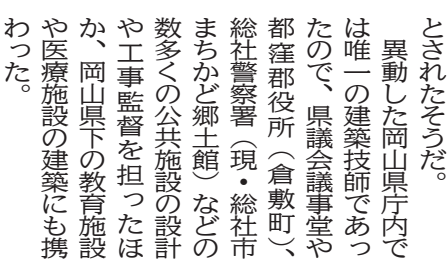 とされたそうだ。
　異動した岡山県庁内で
は唯一の建築技師であっ
たので、県議会議事堂や
都窪郡役所（倉敷町）、
総社警察署（現・総社市
まちかど郷土館）などの
数多くの公共施設の設計
や工事監督を担ったほ
か、岡山県下の教育施設
や医療施設の建築にも携
わった。